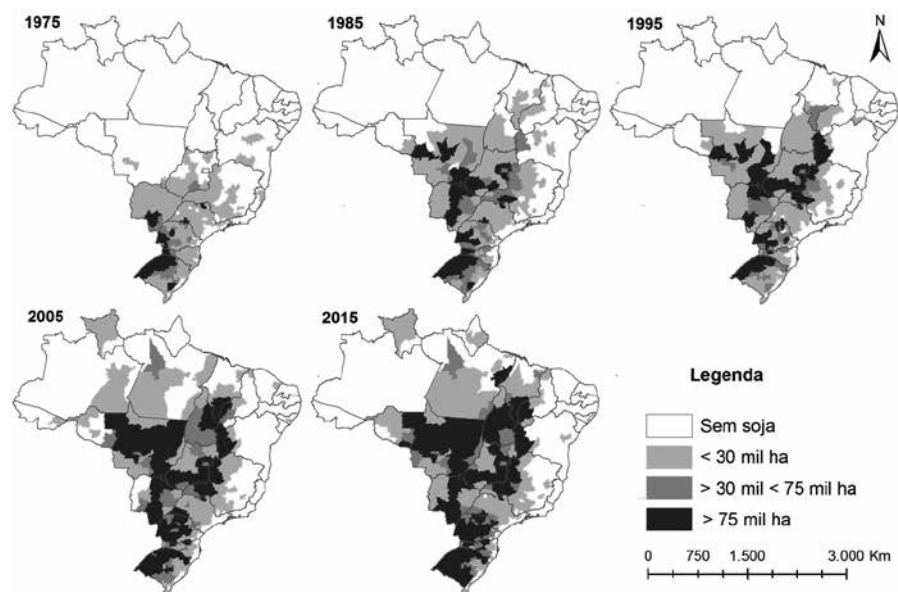 1975
1985
1995
N
2005
2015
Legenda
Sem soja
< 30 mil ha
> 30 mil < 75 mil ha
> 75 mil ha
0 750 1.500 3.000 Km